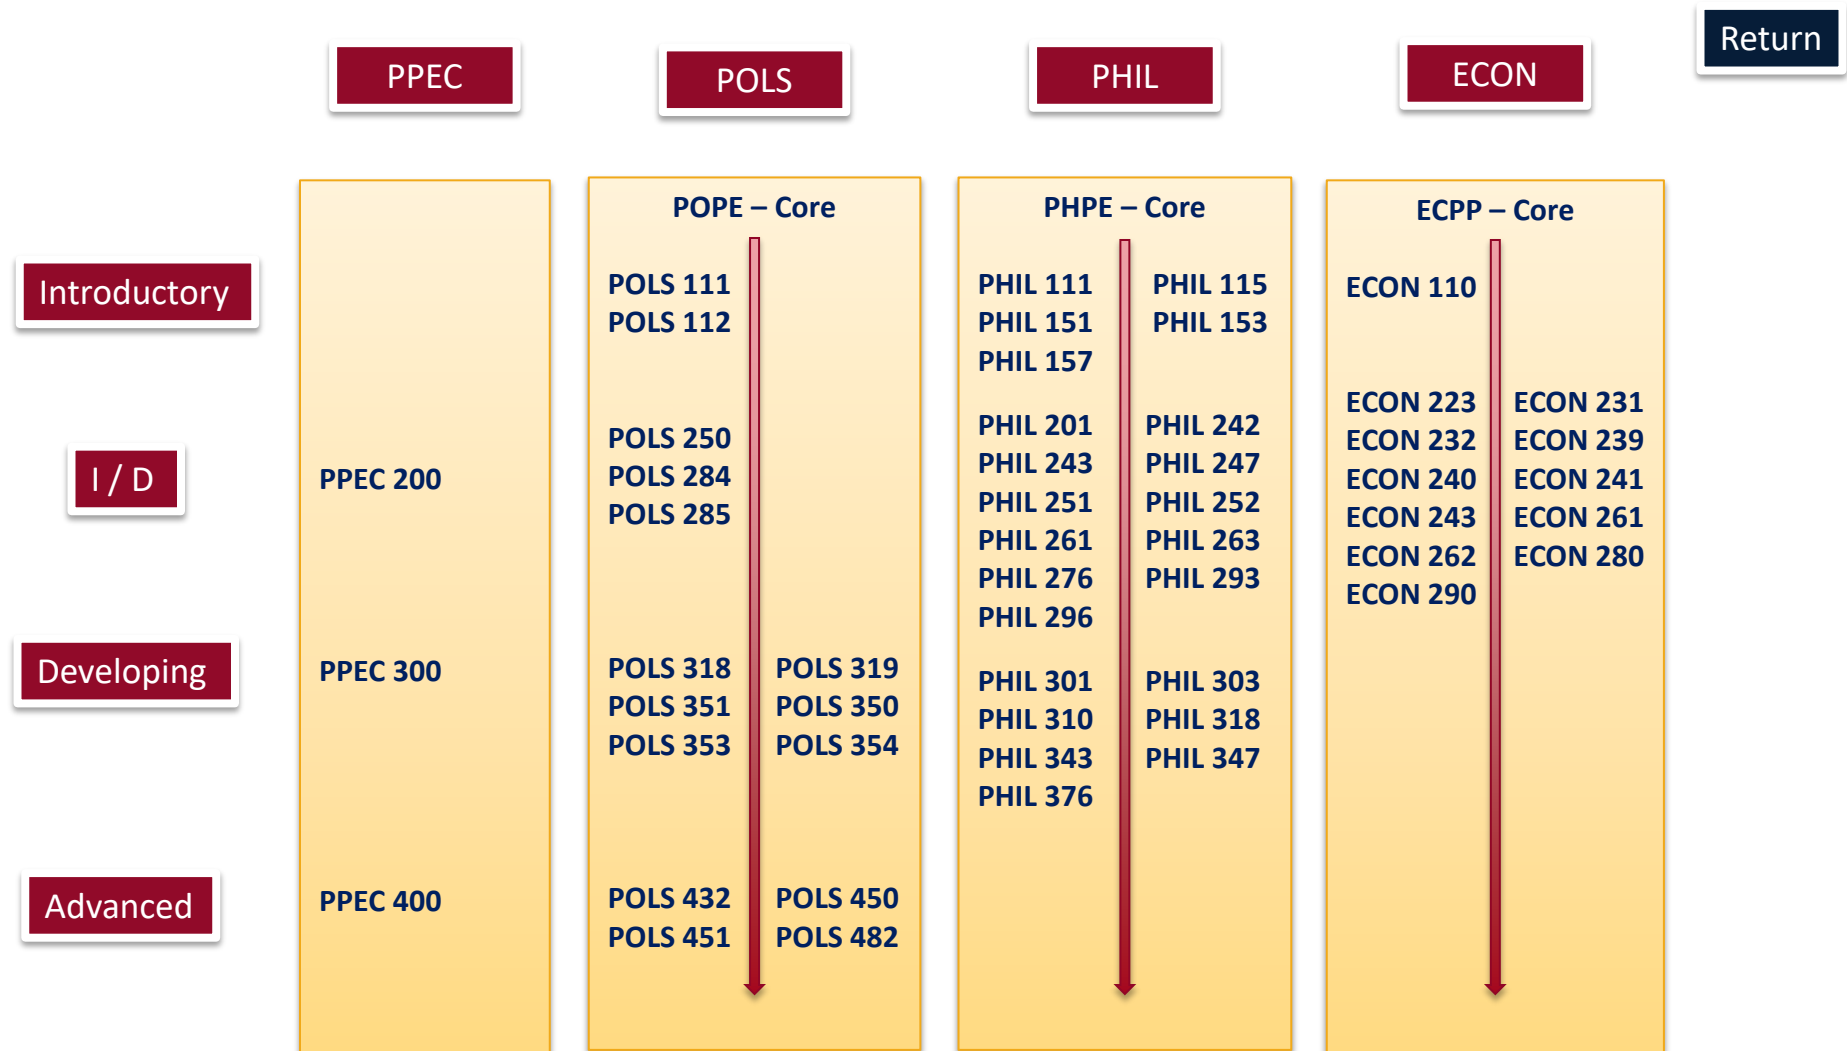 Return
PPEC
POLS
PHIL
ECON
POPE – Core
PHPE – Core
ECPP – Core
Introductory
POLS 111
POLS 112
PHIL 111 PHIL 115
PHIL 151 PHIL 153
PHIL 157
ECON 110
I / D
PPEC 200
POLS 250
POLS 284
POLS 285
PHIL 201 PHIL 242
PHIL 243 PHIL 247
PHIL 251 PHIL 252
PHIL 261 PHIL 263
PHIL 276 PHIL 293
PHIL 296
ECON 223 ECON 231
ECON 232 ECON 239
ECON 240 ECON 241
ECON 243 ECON 261
ECON 262 ECON 280
ECON 290
Developing
PPEC 300
POLS 318 POLS 319
POLS 351 POLS 350
POLS 353 POLS 354
PHIL 301 PHIL 303
PHIL 310 PHIL 318
PHIL 343 PHIL 347
PHIL 376
Advanced
PPEC 400
POLS 432 POLS 450
POLS 451 POLS 482